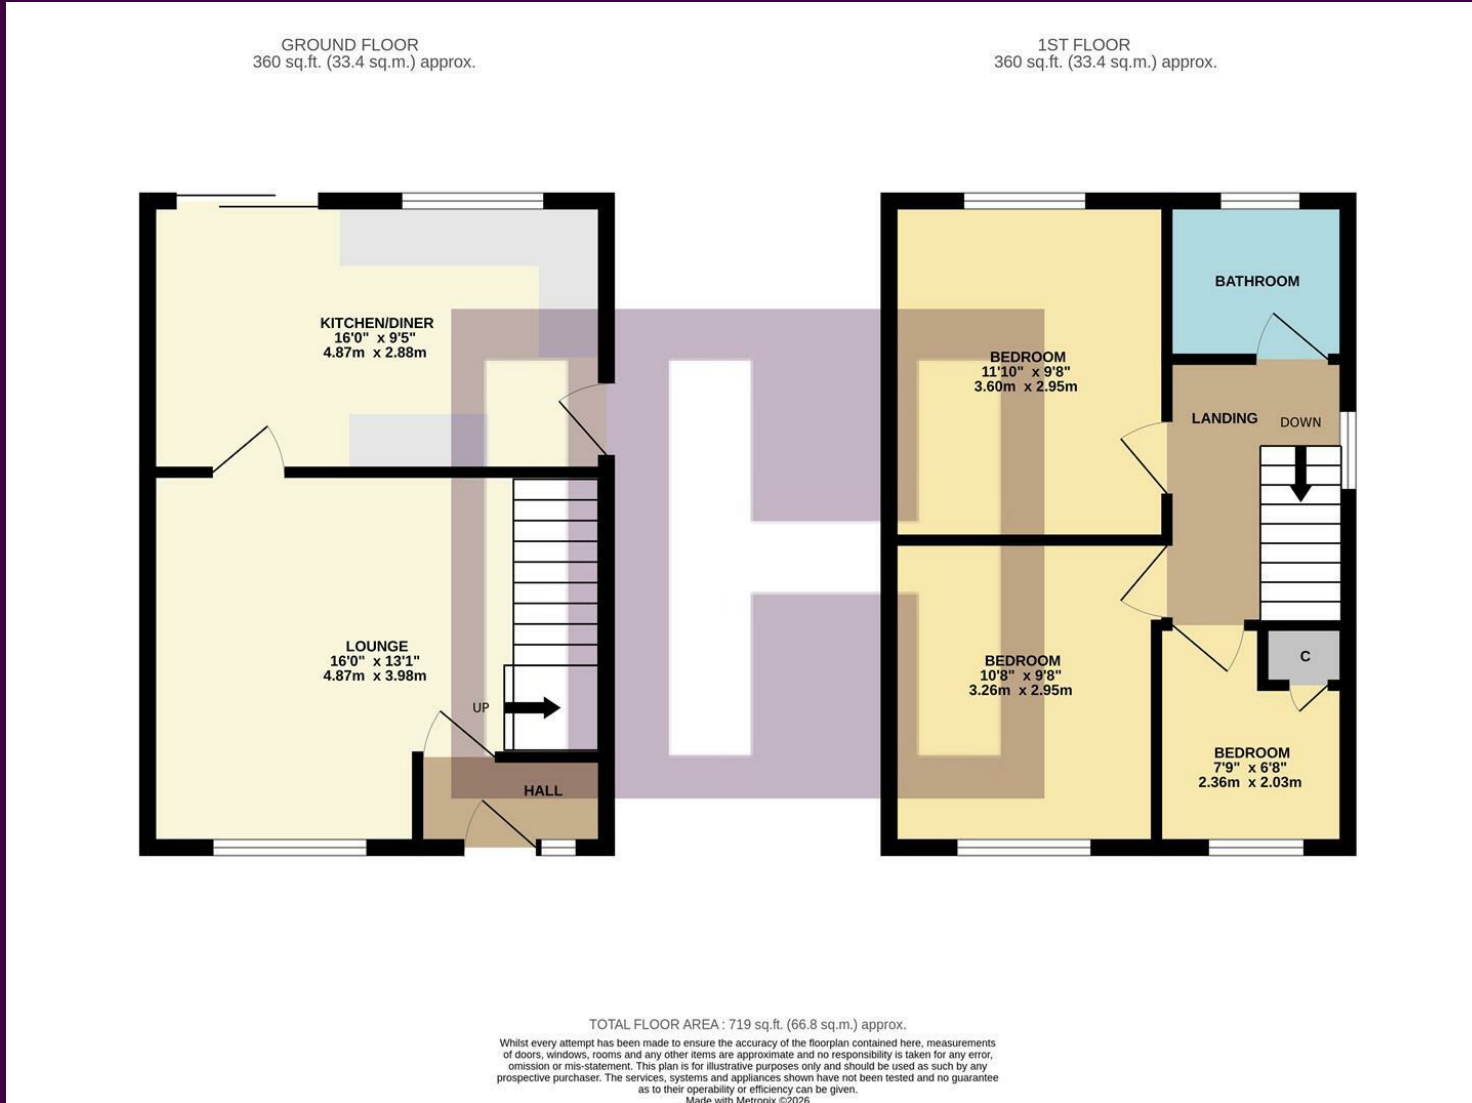 GROUND FLOOR
360 sq.ft. (33.4 sq.m.) approx.
1ST FLOOR
360 sq.ft. (33.4 sq.m.) approx.
KITCHEN/DINER
16'0" x 9'5"
4.87m x 2.88m
LOUNGE
16'0" x 13'1"
4.87m x 3.98m
UP
HALL
BEDROOM
11'10" x 9'8"
3.60m x 2.95m
BATHROOM
LANDING
DOWN
BEDROOM
10'8" x 9'8"
3.26m x 2.95m
C
BEDROOM
7'9" x 6'8"
2.36m x 2.03m
TOTAL FLOOR AREA : 719 sq.ft. (66.8 sq.m.) approx.
Whilst every attempt has been made to ensure the accuracy of the floorplan contained here, measurements
of doors, windows, rooms and any other items are approximate and no responsibility is taken for any error,
omission or mis-statement. This plan is for illustrative purposes only and should be used as such by any
prospective purchaser. The services, systems and appliances shown have not been tested and no guarantee
as to their operability or efficiency can be given.
Made with Metropix ©2026